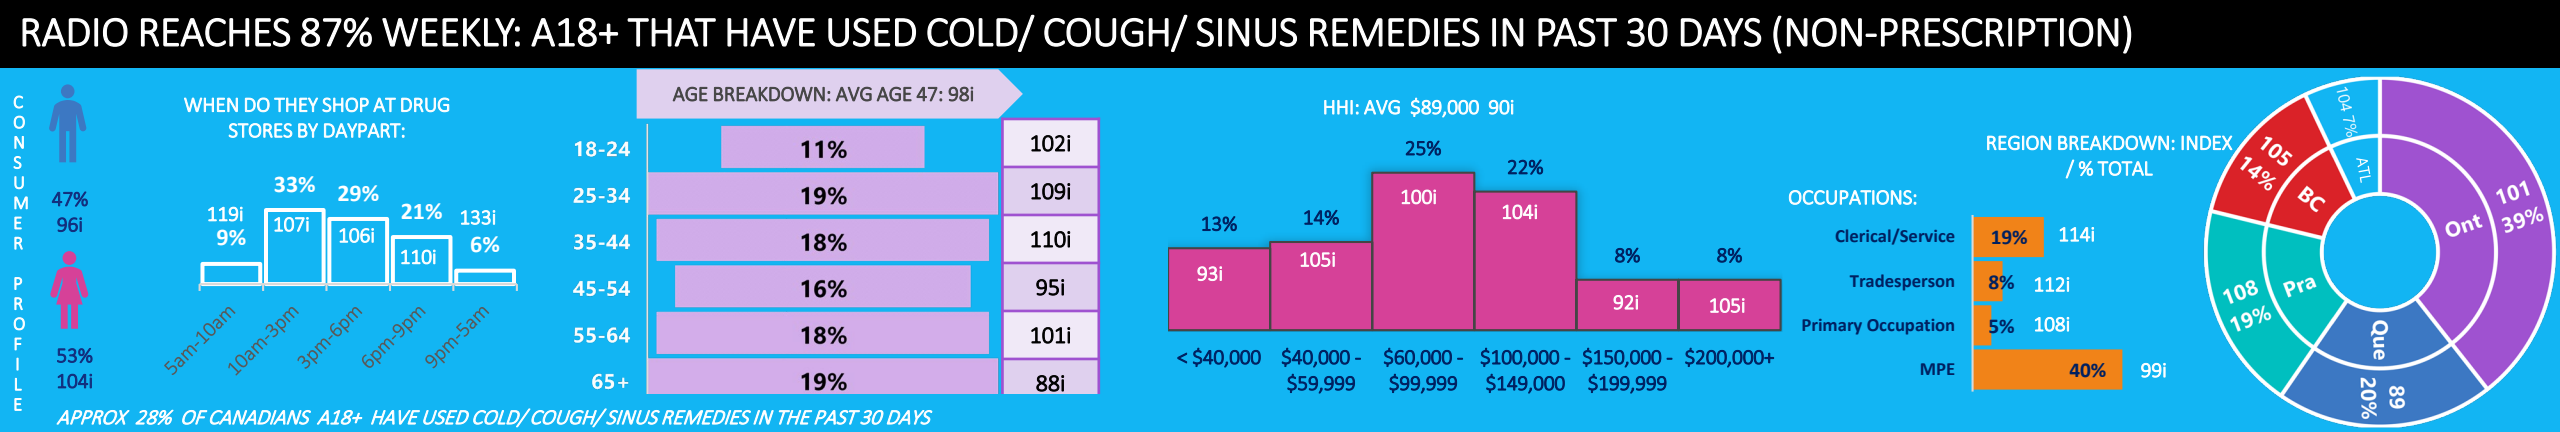 RADIO REACHES 87% WEEKLY: A18+ THAT HAVE USED COLD/ COUGH/ SINUS REMEDIES IN PAST 30 DAYS (NON-PRESCRIPTION)
CONSUMER PROFILE
47%
96i
53%
104i
WHEN DO THEY SHOP AT DRUG
STORES BY DAYPART:
119i
9%
33%
107i
29%
106i
21%
110i
133i
6%
5am-10am
10am-3pm
3pm-6pm
6pm-9pm
9pm-5am
AGE BREAKDOWN: AVG AGE 47: 98i
18-24 11% 102i
25-34 19% 109i
35-44 18% 110i
45-54 16% 95i
55-64 18% 101i
65+ 19% 88i
APPROX 28% OF CANADIANS A18+ HAVE USED COLD/ COUGH/ SINUS REMEDIES IN THE PAST 30 DAYS
HHI: AVG $89,000 90i
13%
93i
14%
105i
25%
100i
22%
104i
8%
92i
8%
105i
< $40,000
$40,000 -
$59,999
$60,000 -
$99,999
$100,000 -
$149,000
$150,000 -
$199,999
$200,000+
OCCUPATIONS:
Clerical/Service 19% 114i
Tradesperson 8% 112i
Primary Occupation 5% 108i
MPE 40% 99i
REGION BREAKDOWN: INDEX
/ % TOTAL
Ont
101
39%
Que
89
20%
Pra
108
19%
BC
105
14%
ATL
104 7%